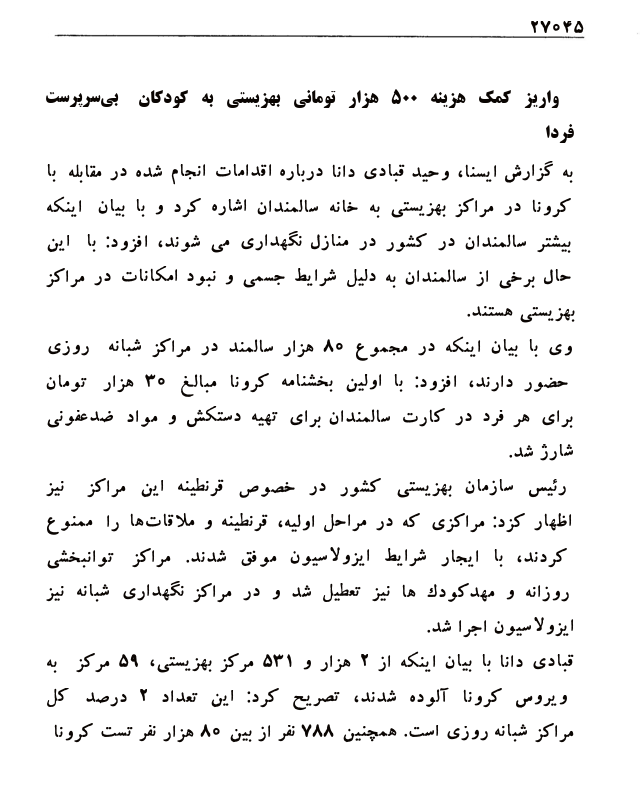 ۲۷۰۴۵
واریز کمک هزینه ۵۰۰ هزار تومانی بهزیستی به کودکان بی‌سرپرست
فردا
به گزارش ایسنا، وحید قبادی دانا درباره اقدامات انجام شده در مقابله با
کرونا در مراکز بهزیستی به خانه سالمندان اشاره کرد و با بیان اینکه
بیشتر سالمندان در کشور در منازل نگهداری می شوند، افزود: با این
حال برخی از سالمندان به دلیل شرایط جسمی و نبود امکانات در مراکز
بهزیستی هستند.
وی با بیان اینکه در مجموع ۸۰ هزار سالمند در مراکز شبانه روزی
حضور دارند، افزود: با اولین بخشنامه کرونا مبالغ ۳۰ هزار تومان
برای هر فرد در کارت سالمندان برای تهیه دستکش و مواد ضدعفونی
شارژ شد.
رئیس سازمان بهزیستی کشور در خصوص قرنطینه این مراکز نیز
اظهار کزد: مراکزی که در مراحل اولیه، قرنطینه و ملاقات‌ها را ممنوع
کردند، با ایجار شرایط ایزولاسیون موفق شدند. مراکز توانبخشی
روزانه و مهدکودك ها نیز تعطیل شد و در مراکز نگهداری شبانه نیز
ایزولاسیون اجرا شد.
قبادی دانا با بیان اینکه از ۲ هزار و ۵۳۱ مرکز بهزیستی، ۵۹ مرکز به
ویروس کرونا آلوده شدند، تصریح کرد: این تعداد ۲ درصد کل
مراکز شبانه روزی است. همچنین ۷۸۸ نفر از بین ۸۰ هزار نفر تست کرونا